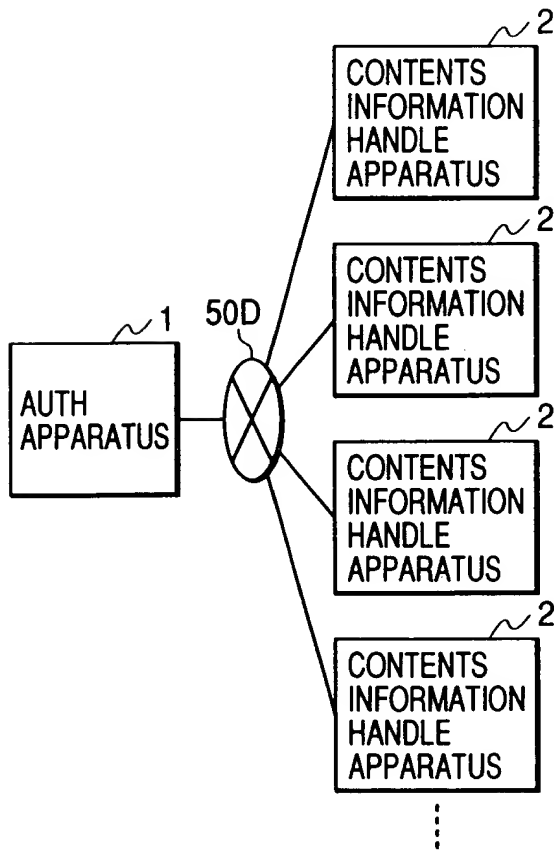 2
CONTENTS
INFORMATION
HANDLE
APPARATUS
2
CONTENTS
INFORMATION
HANDLE
APPARATUS
1
50D
AUTH
APPARATUS
2
CONTENTS
INFORMATION
HANDLE
APPARATUS
2
CONTENTS
INFORMATION
HANDLE
APPARATUS